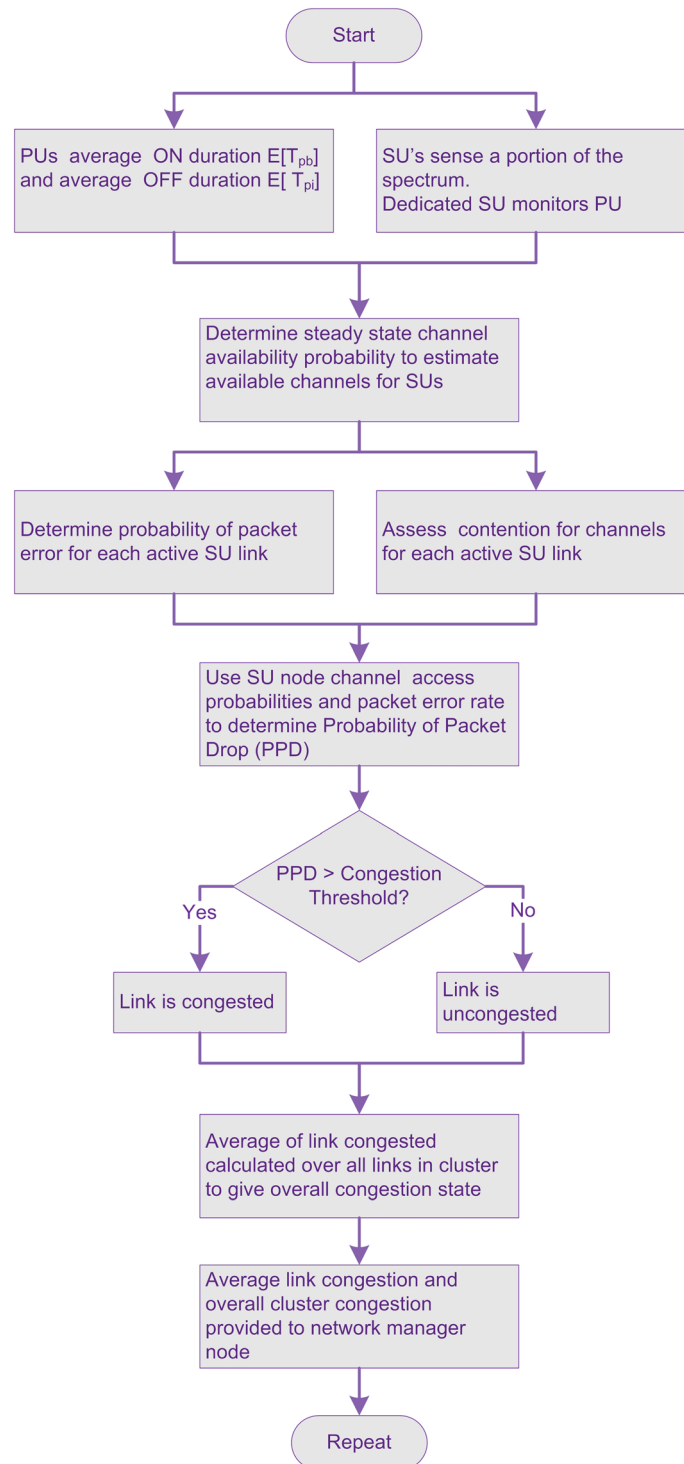 Start
PUs average ON duration E[Tpb]
and average OFF duration E[ Tpi]
SU's sense a portion of the
spectrum.
Dedicated SU monitors PU
Determine steady state channel
availability probability to estimate
available channels for SUs
Determine probability of packet
error for each active SU link
Assess contention for channels
for each active SU link
Use SU node channel access
probabilities and packet error rate
to determine Probability of Packet
Drop (PPD)
PPD > Congestion
Threshold?
Yes
No
Link is congested
Link is
uncongested
Average of link congested
calculated over all links in cluster
to give overall congestion state
Average link congestion and
overall cluster congestion
provided to network manager
node
Repeat